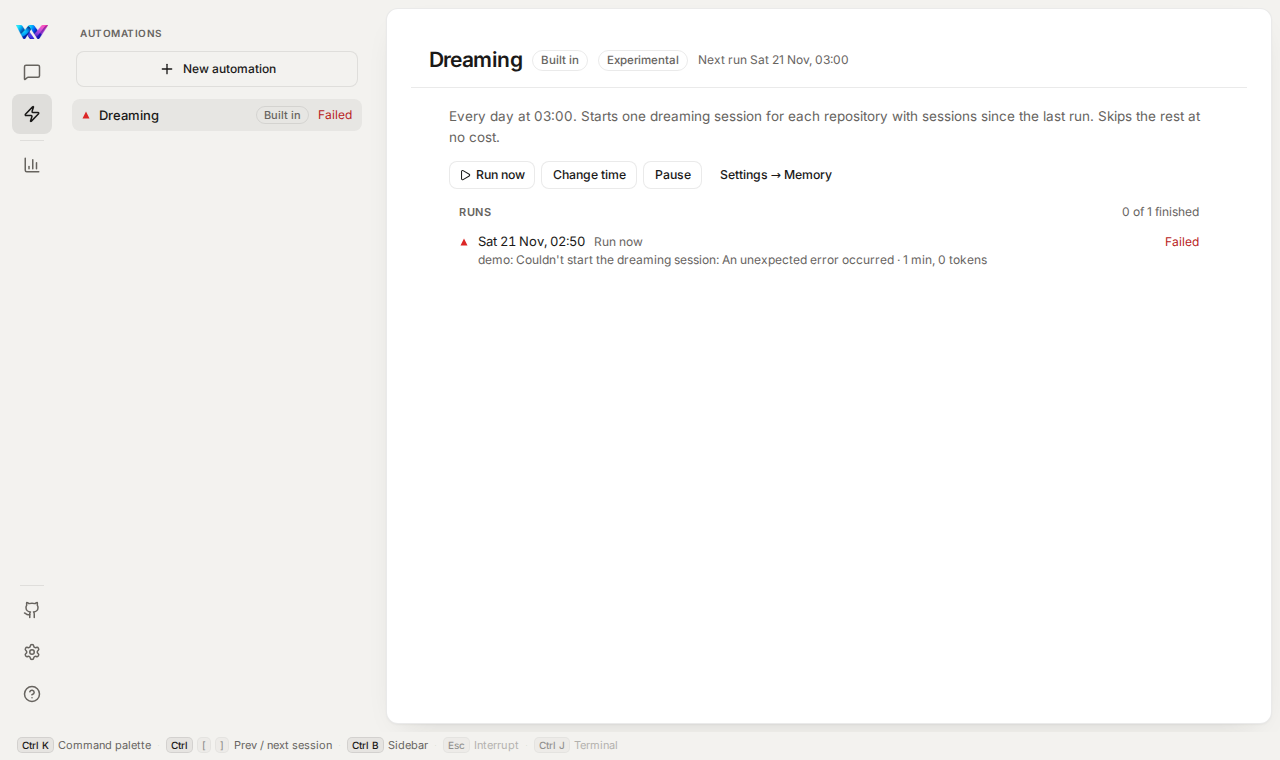 AUTOMATIONS
New automation
Dreaming Built in Failed
Dreaming Built in Experimental Next run Sat 21 Nov, 03:00
Every day at 03:00. Starts one dreaming session for each repository with sessions since the last run. Skips the rest at
no cost.
Run now Change time Pause Settings → Memory
RUNS 0 of 1 finished
Sat 21 Nov, 02:50 Run now Failed
demo: Couldn't start the dreaming session: An unexpected error occurred · 1 min, 0 tokens
Ctrl K Command palette Ctrl [ ] Prev / next session Ctrl B Sidebar Esc Interrupt Ctrl J Terminal